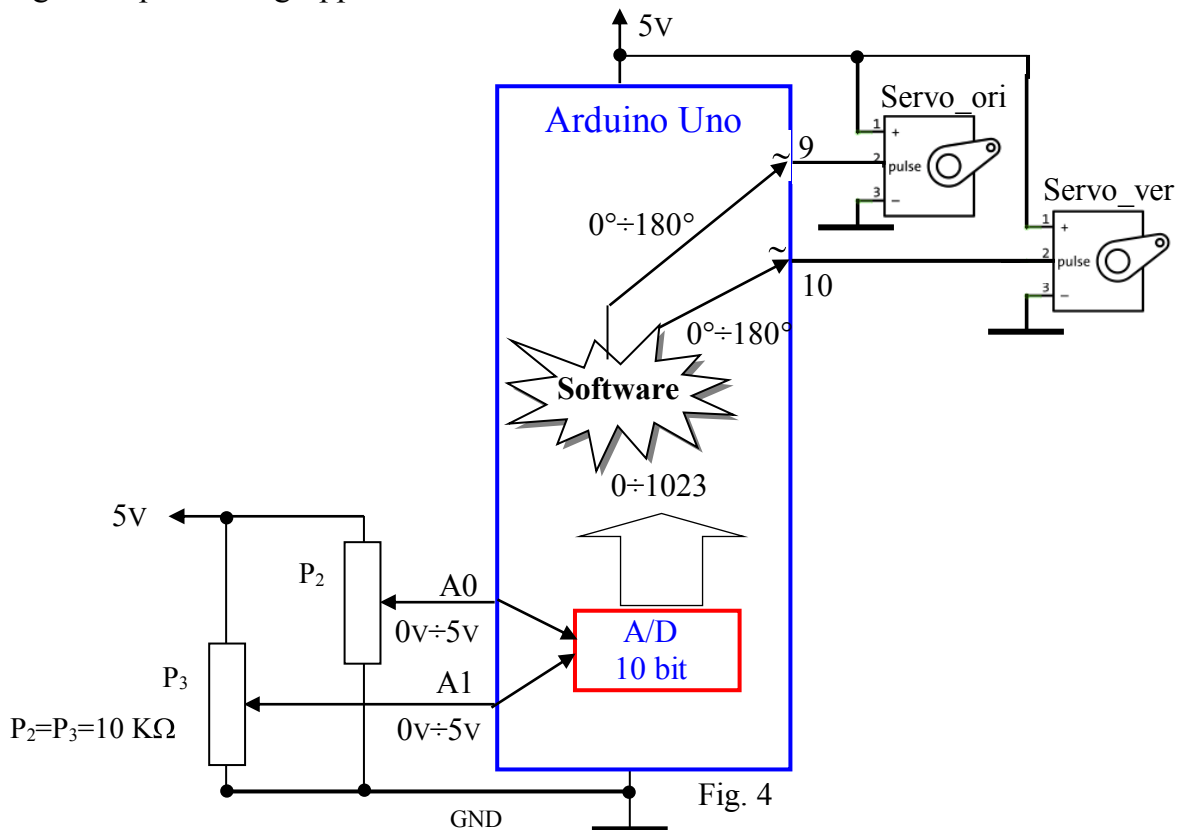 5V
Arduino Uno
Servo_ori
1 +
~ 9
2 pulse
3 −
Servo_ver
0°÷180°
1 +
~
2 pulse
10
3 −
0°÷180°
Software
0÷1023
5V
P₂
A0
0V÷5V
A/D
10 bit
P₃
A1
P₂=P₃=10 KΩ
0V÷5V
Fig. 4
GND